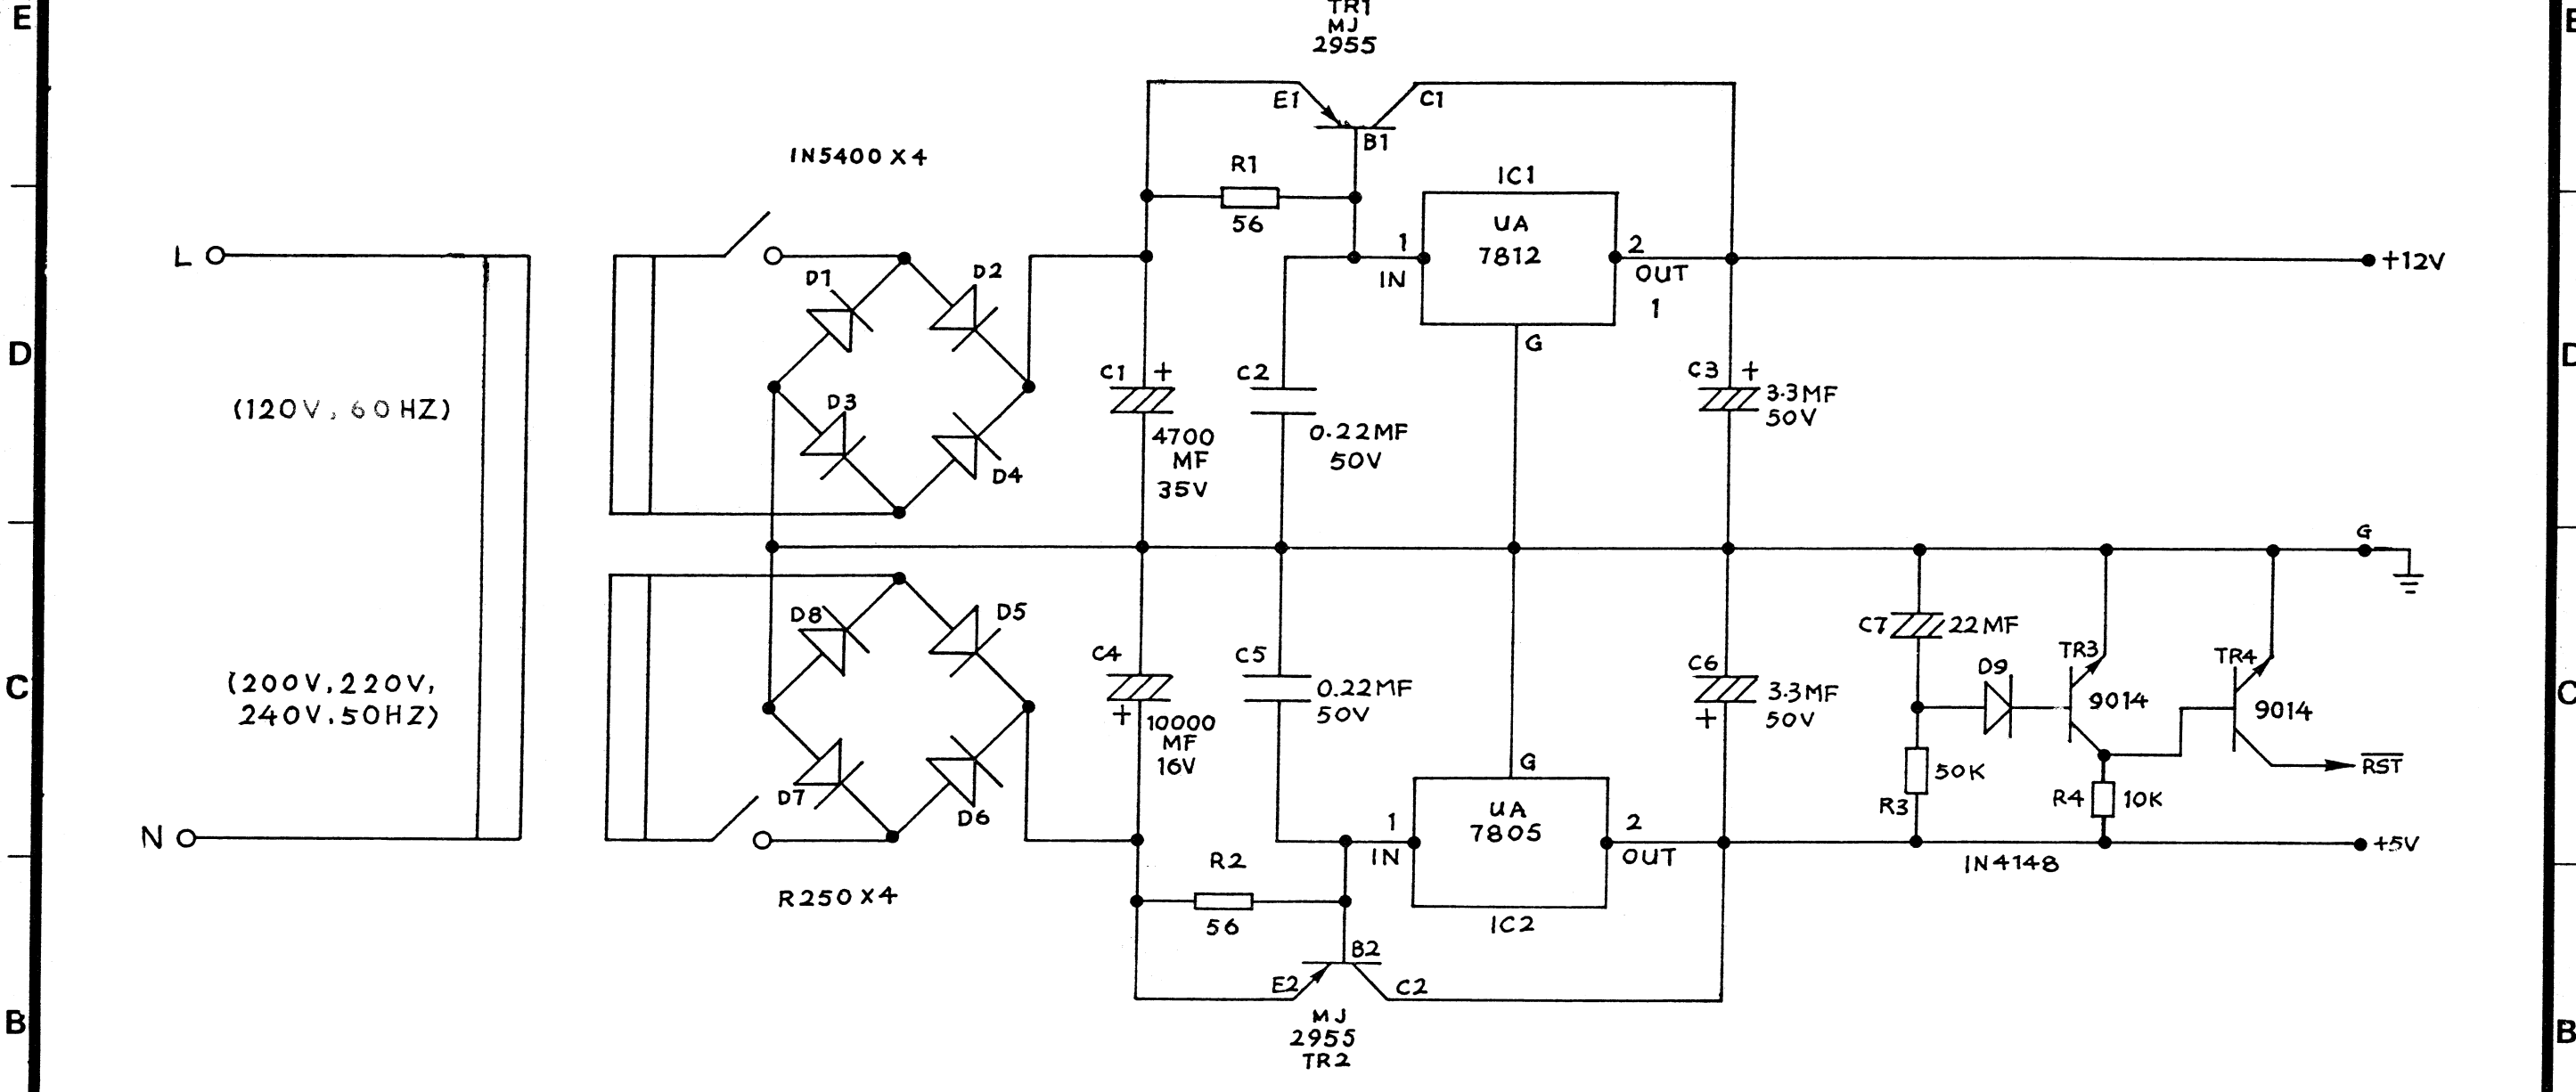 E
TR1
MJ
2955
E1
C1
B1
IN5400 X 4
R1
56
IC1
UA
7812
1
IN
2
OUT
1
G
L
+12V
D1
D2
D3
D4
D
D
(120V, 60HZ)
C1 +
4700
MF
35V
C2
0.22MF
50V
C3 +
3.3MF
50V
G
(200V,220V,
240V.50HZ)
D8
D5
D7
D6
C4
+
10000
MF
16V
C5
0.22MF
50V
C6
+
3.3MF
50V
C7
22MF
D9
TR3
9014
TR4
9014
C
C
R3
50K
R4
10K
RST
G
UA
7805
1
IN
2
OUT
IC2
N
+5V
IN4148
R250 X4
R2
56
B2
E2
C2
MJ
2955
TR2
B
B